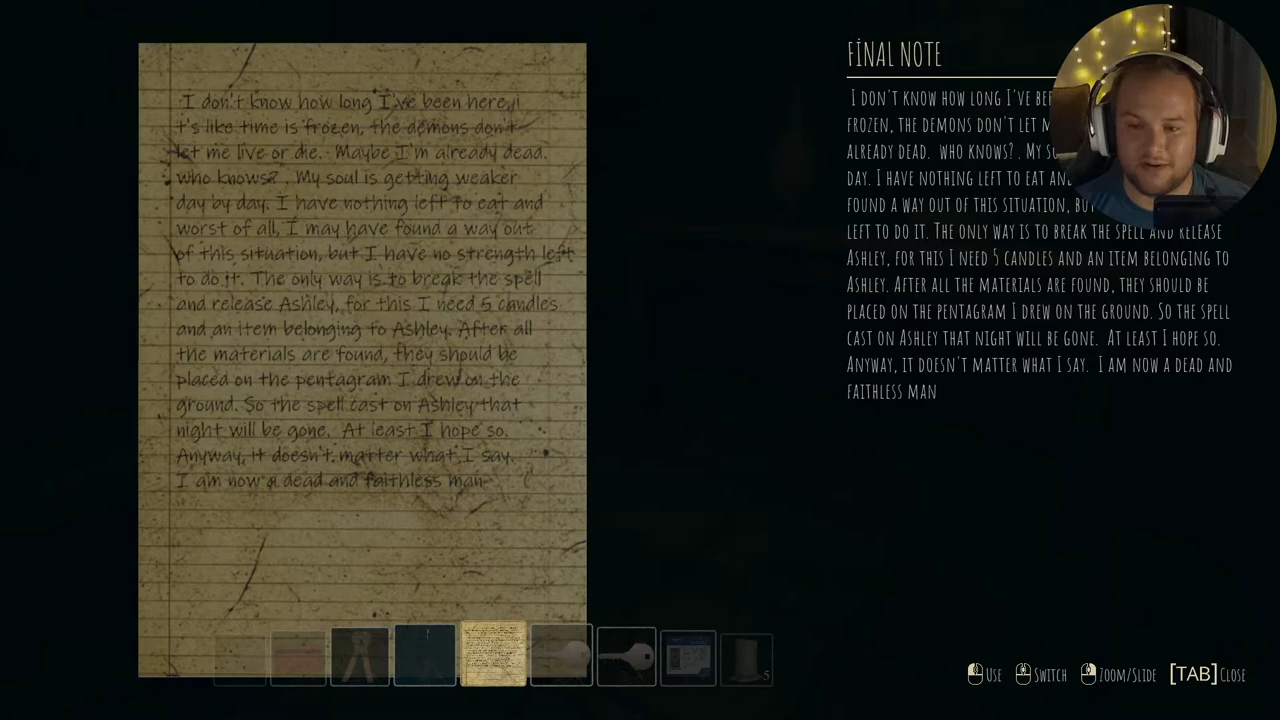 I don't know how long I've been here,i
t's like time is frozen, the demons don't
let me live or die. Maybe I'm already dead.
who knows? . My soul is getting weaker
day by day. I have nothing left to eat and
worst of all, I may have found a way out
of this situation, but I have no strength left
to do it. The only way is to break the spell
and release Ashley, for this I need 5 candles
and an item belonging to Ashley. After all
the materials are found, they should be
placed on the pentagram I drew on the
ground. So the spell cast on Ashley that
night will be gone. At least I hope so.
Anyway, it doesn't matter what I say.
I am now a dead and faithless man
FİNAL NOTE
I DON'T KNOW HOW LONG I'VE
FROZEN, THE DEMONS DON'T LET
ALREADY DEAD. WHO KNOWS? . MY
DAY. I HAVE NOTHING LEFT TO EAT
FOUND A WAY OUT OF THIS SITUATION,
LEFT TO DO IT. THE ONLY WAY IS TO BREAK THE SPELL AND RELEASE
ASHLEY, FOR THIS I NEED 5 CANDLES AND AN ITEM BELONGING TO
ASHLEY. AFTER ALL THE MATERIALS ARE FOUND, THEY SHOULD BE
PLACED ON THE PENTAGRAM I DREW ON THE GROUND. SO THE SPELL
CAST ON ASHLEY THAT NIGHT WILL BE GONE. AT LEAST I HOPE SO.
ANYWAY, IT DOESN'T MATTER WHAT I SAY. I AM NOW A DEAD AND
FAITHLESS MAN
5
USE SWITCH ZOOM/SLIDE [TAB] CLOSE